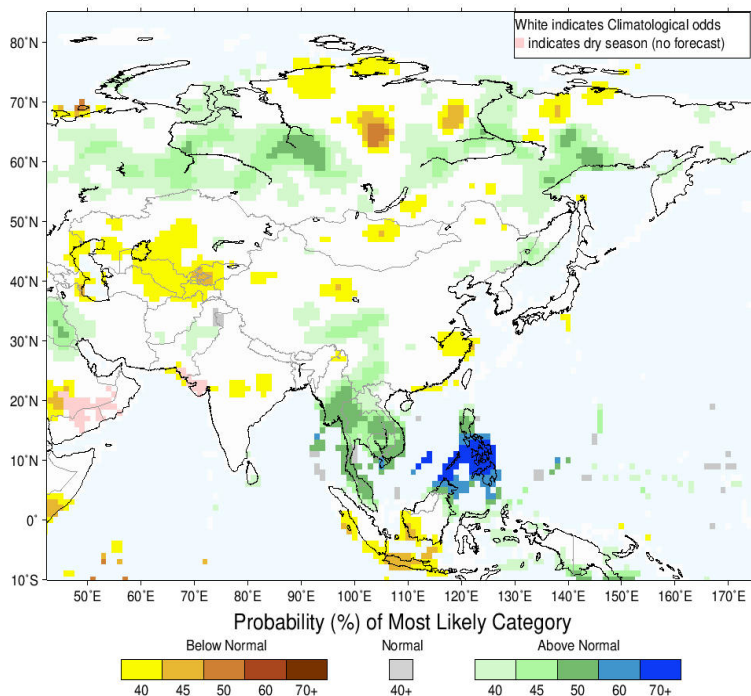 White indicates Climatological odds
indicates dry season (no forecast)
80°N
70°N
60°N
50°N
40°N
30°N
20°N
10°N
0°
10°S
50°E 60°E 70°E 80°E 90°E 100°E 110°E 120°E 130°E 140°E 150°E 160°E 170°E
Probability (%) of Most Likely Category
Below Normal Normal Above Normal
40 45 50 60 70+ 40+ 40 45 50 60 70+